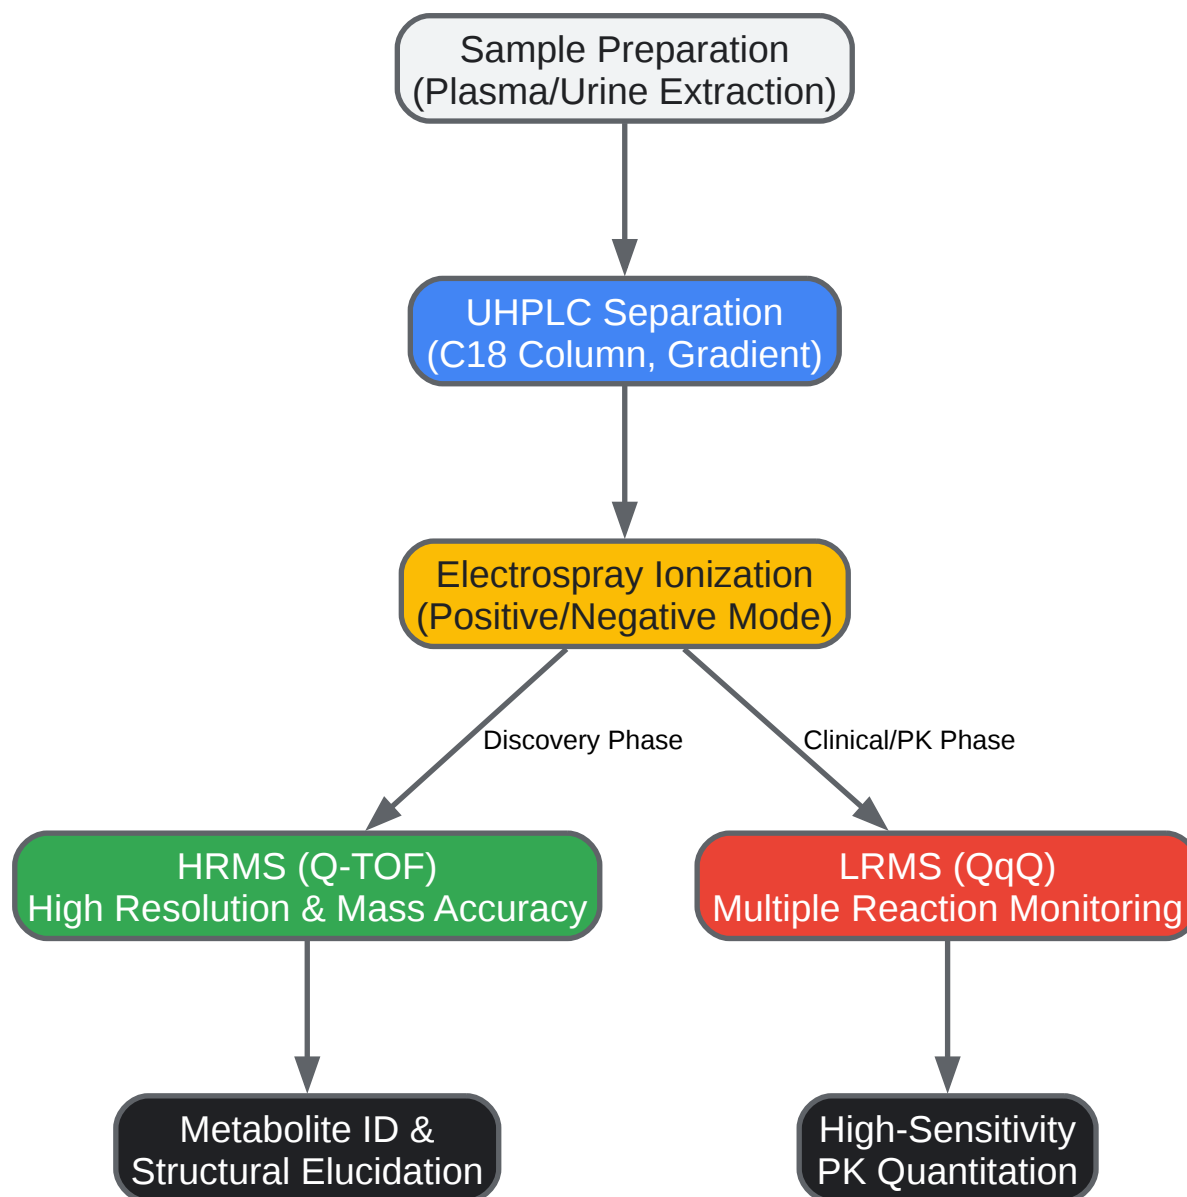 Sample Preparation
(Plasma/Urine Extraction)
UHPLC Separation
(C18 Column, Gradient)
Electrospray Ionization
(Positive/Negative Mode)
Discovery Phase
Clinical/PK Phase
HRMS (Q-TOF)
High Resolution & Mass Accuracy
LRMS (QqQ)
Multiple Reaction Monitoring
Metabolite ID &
Structural Elucidation
High-Sensitivity
PK Quantitation